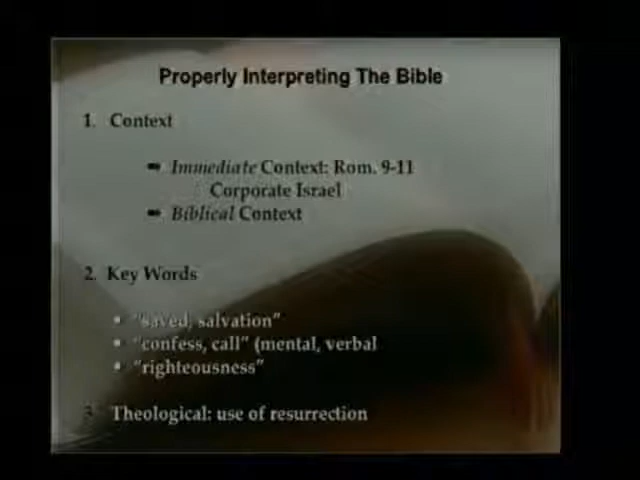 Properly Interpreting The Bible
1. Context
➡ Immediate Context: Rom. 9-11
Corporate Israel
➡ Biblical Context
2. Key Words
• "saved, salvation"
• "confess, call" (mental, verbal
• "righteousness"
3. Theological: use of resurrection